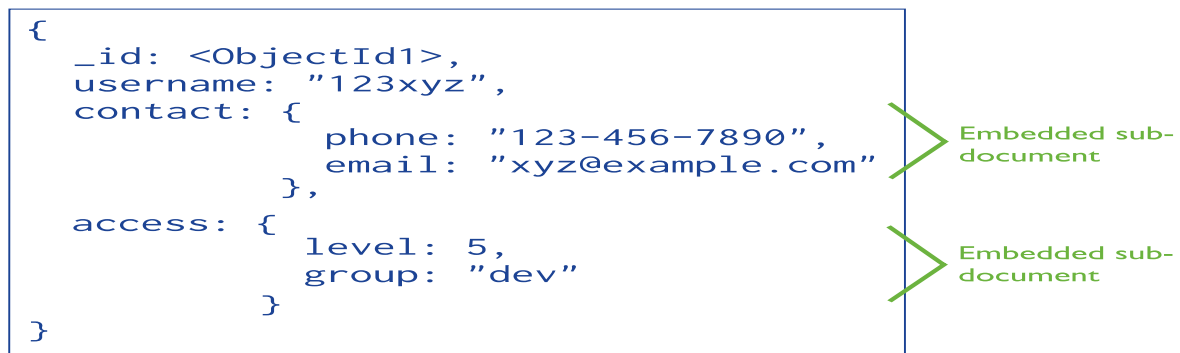 {
_id: <ObjectId1>,
username: "123xyz",
contact: {
phone: "123-456-7890",
email: "xyz@example.com"
},
access: {
level: 5,
group: "dev"
}
}
Embedded sub-
document
Embedded sub-
document